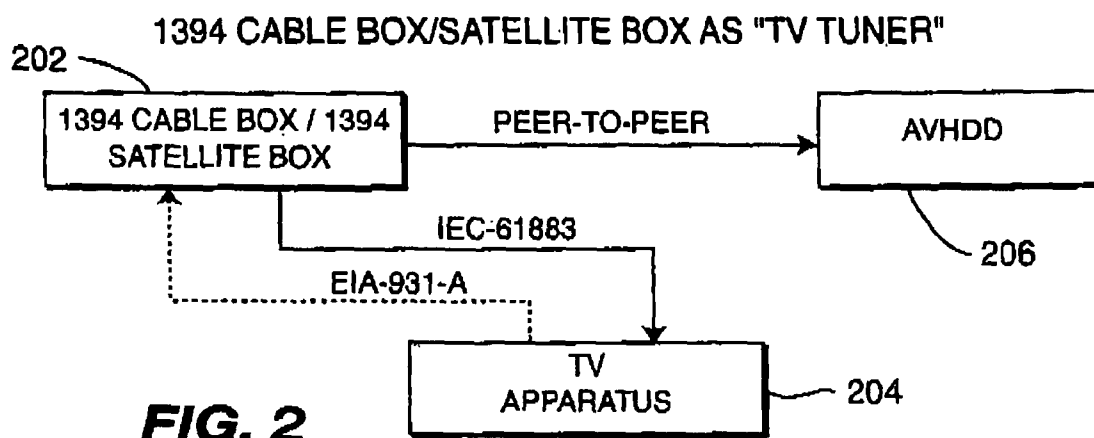 1394 CABLE BOX/SATELLITE BOX AS "TV TUNER"
202
1394 CABLE BOX / 1394
SATELLITE BOX
PEER-TO-PEER
AVHDD
206
IEC-61883
EIA-931-A
TV
APPARATUS
204
FIG. 2